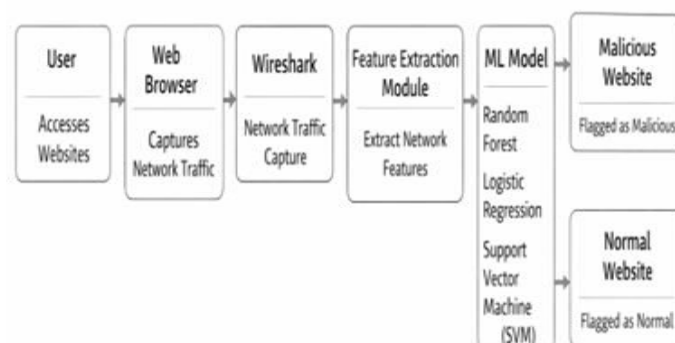 User
Accesses
Websites
Web
Browser
Captures
Network Traffic
Wireshark
Network Traffic
Capture
Feature Extraction
Module
Extract Network
Features
ML Model
Random
Forest
Logistic
Regression
Support
Vector
Machine
(SVM)
Malicious
Website
Flagged as Malicious
Normal
Website
Flagged as Normal